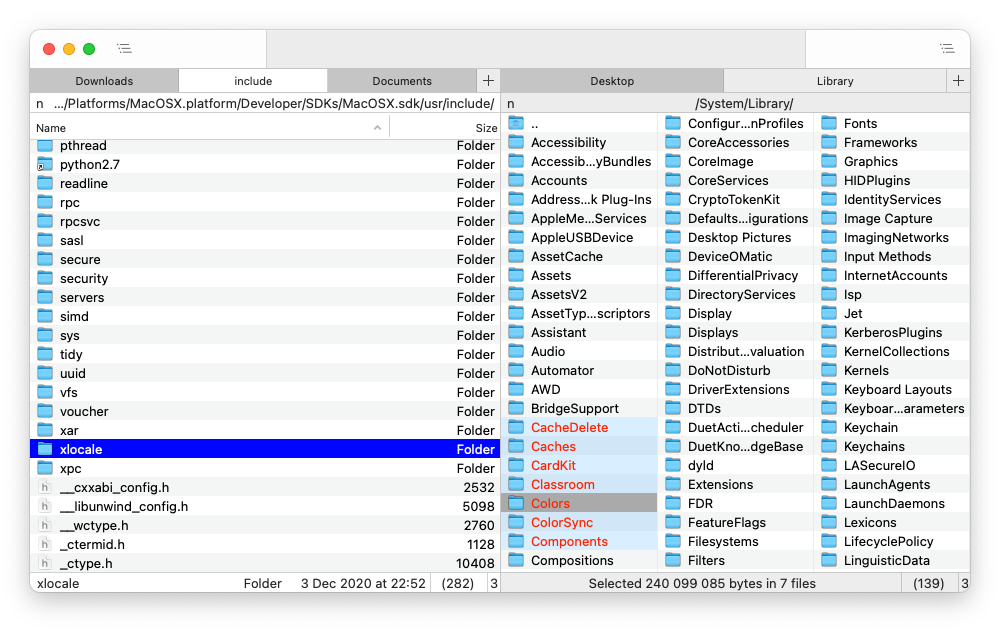 Downloads
include
Documents
+
Desktop
Library
+
n …/Platforms/MacOSX.platform/Developer/SDKs/MacOSX.sdk/usr/include/
n /System/Library/
Name Size
pthread Folder
python2.7 Folder
readline Folder
rpc Folder
rpcsvc Folder
sasl Folder
secure Folder
security Folder
servers Folder
simd Folder
sys Folder
tidy Folder
uuid Folder
vfs Folder
voucher Folder
xar Folder
xlocale Folder
xpc Folder
h __cxxabi_config.h 2532
h __libunwind_config.h 5098
h __wctype.h 2760
h _ctermid.h 1128
h _ctype.h 10408
xlocale Folder 3 Dec 2020 at 22:52 (282) 3
..
Accessibility
Accessib…yBundles
Accounts
Address…k Plug-Ins
AppleMe…Services
AppleUSBDevice
AssetCache
Assets
AssetsV2
AssetTyp…scriptors
Assistant
Audio
Automator
AWD
BridgeSupport
CacheDelete
Caches
CardKit
Classroom
Colors
ColorSync
Components
Compositions
Configur…nProfiles
CoreAccessories
CoreImage
CoreServices
CryptoTokenKit
Defaults…igurations
Desktop Pictures
DeviceOMatic
DifferentialPrivacy
DirectoryServices
Display
Displays
Distribut…valuation
DoNotDisturb
DriverExtensions
DTDs
DuetActi…cheduler
DuetKno…dgeBase
dyld
Extensions
FDR
FeatureFlags
Filesystems
Filters
Fonts
Frameworks
Graphics
HIDPlugins
IdentityServices
Image Capture
ImagingNetworks
Input Methods
InternetAccounts
lsp
Jet
KerberosPlugins
KernelCollections
Kernels
Keyboard Layouts
Keyboar…arameters
Keychain
Keychains
LASecureIO
LaunchAgents
LaunchDaemons
Lexicons
LifecyclePolicy
LinguisticData
Selected 240 099 085 bytes in 7 files (139) 3